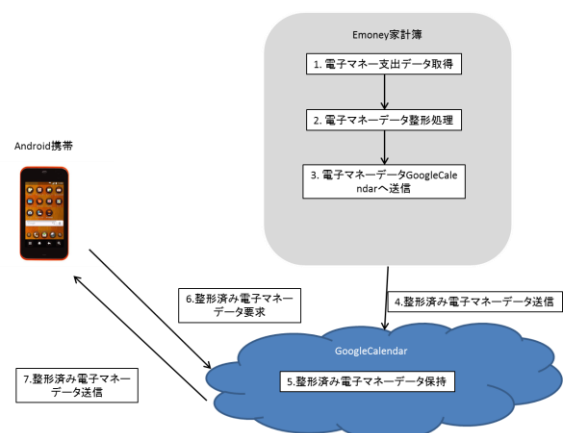 Emoney家計簿
1. 電子マネー支出データ取得
2. 電子マネーデータ整形処理
3. 電子マネーデータGoogleCale
ndarへ送信
Android携帯
4.整形済み電子マネーデータ送信
6.整形済み電子マネー
データ要求
GoogleCalendar
5.整形済み電子マネーデータ保持
7.整形済み電子マネー
データ送信